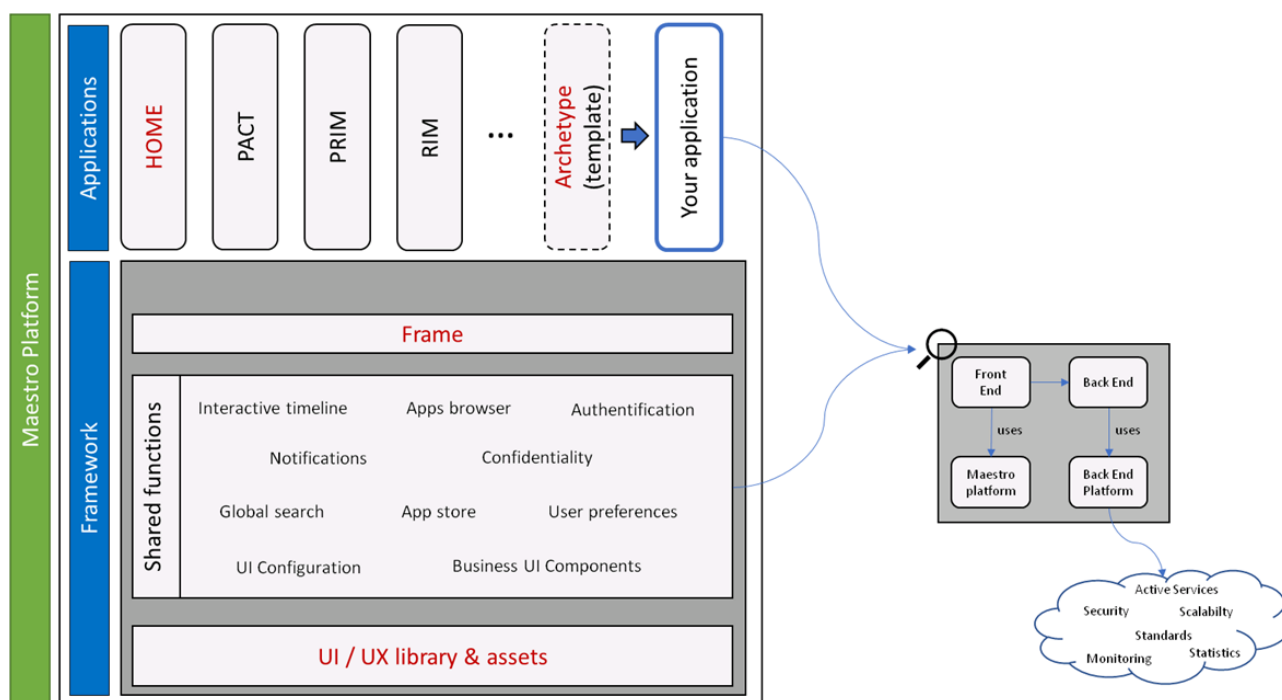 Maestro Platform
Applications
HOME
PACT
PRIM
RIM
...
Archetype
(template)
Your application
Framework
Frame
Shared functions
Interactive timeline
Apps browser
Authentification
Notifications
Confidentiality
Global search
App store
User preferences
UI Configuration
Business UI Components
UI / UX library & assets
Front
End
Back End
uses
uses
Maestro
platform
Back End
Platform
Active Services
Security
Scalabilty
Standards
Monitoring
Statistics